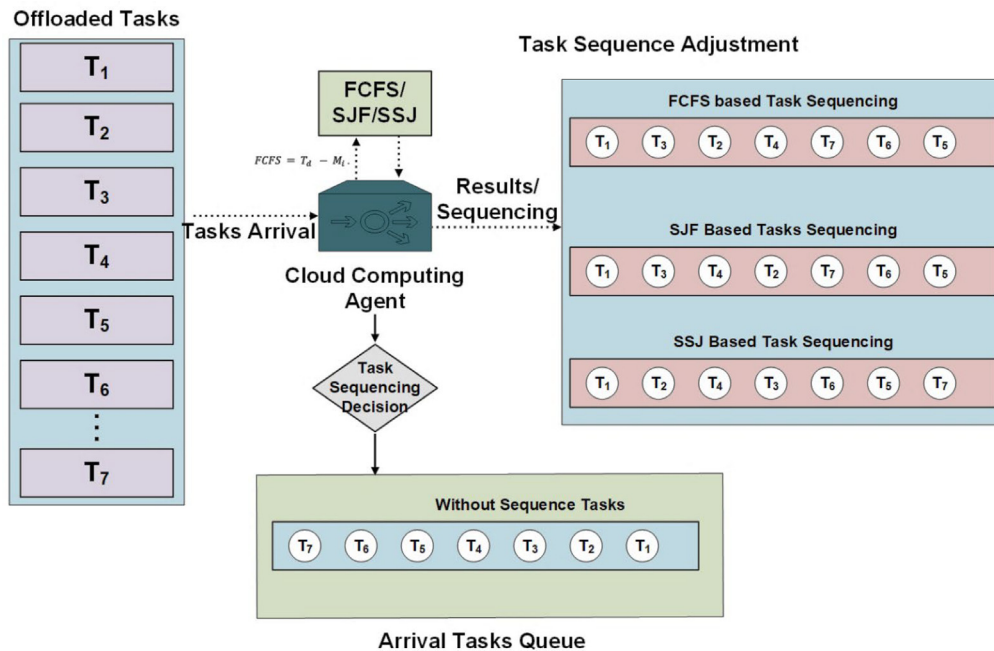 Offloaded Tasks
T₁
T₂
T₃
T₄
T₅
T₆
T₇
FCFS/
SJF/SSJ
FCFS = T_d − M_i.
Tasks Arrival
Cloud Computing
Agent
Results/
Sequencing
Task
Sequencing
Decision
Task Sequence Adjustment
FCFS based Task Sequencing
T₁ T₃ T₂ T₄ T₇ T₆ T₅
SJF Based Tasks Sequencing
T₁ T₃ T₄ T₂ T₇ T₆ T₅
SSJ Based Task Sequencing
T₁ T₂ T₄ T₃ T₆ T₅ T₇
Without Sequence Tasks
T₇ T₆ T₅ T₄ T₃ T₂ T₁
Arrival Tasks Queue